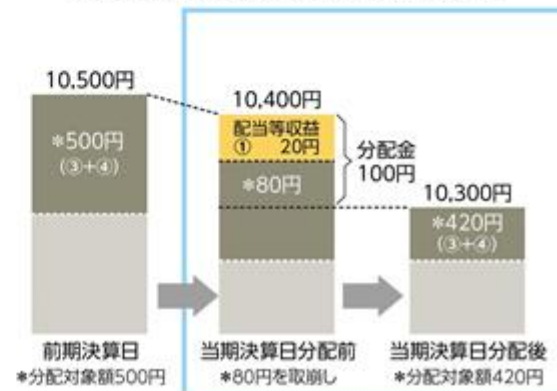 10,500円
*500円
(③+④)
10,400円
配当等収益
① 20円
*80円
分配金
100円
10,300円
*420円
(③+④)
前期決算日
*分配対象額500円
当期決算日分配前
*80円を取崩し
当期決算日分配後
*分配対象額420円